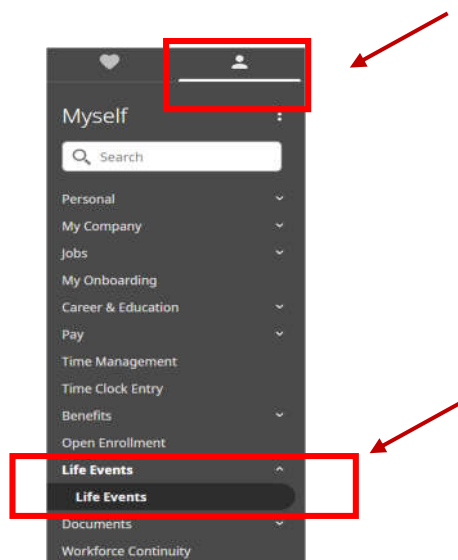 Myself
Search
Personal
My Company
Jobs
My Onboarding
Career & Education
Pay
Time Management
Time Clock Entry
Benefits
Open Enrollment
Life Events
Life Events
Documents
Workforce Continuity